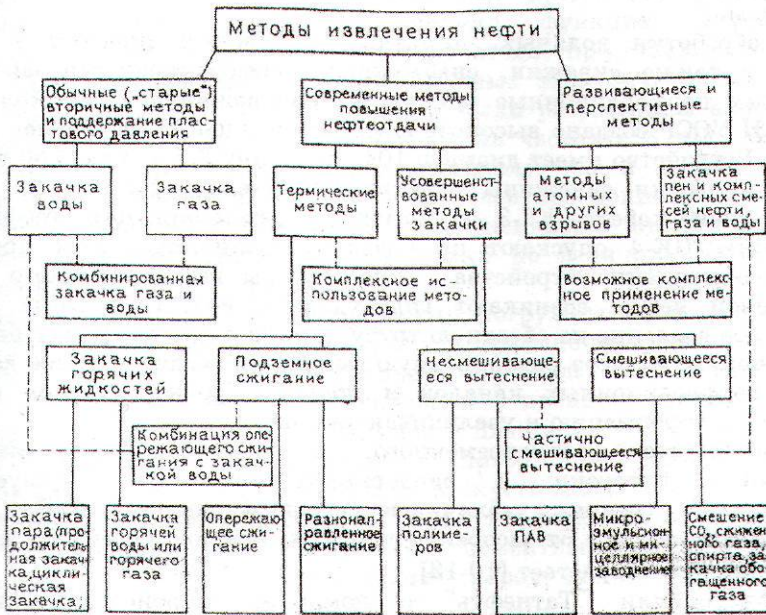 Методы извлечения нефти
Обычные („старые“)
вторичные методы
и поддержание плас-
тового давления
Современные методы
повышения
нефтеотдачи
Развивающиеся и
перспективные
методы
Закачка
воды
Закачка
газа
Термические
методы
Усовершенст-
вованные
методы
закачки
Методы
атомных и
других
взрывов
Закачка
пен и комп-
лексных сме-
сей нефти,
газа и воды
Комбинированная
закачка газа и
воды
Комплексное ис-
пользование мето-
дов
Возможное комплекс-
ное применение ме-
тодов
Закачка
горячих
жидкостей
Подземное
сжигание
Несмешивающе-
еся вытеснение
Смешивающееся
вытеснение
Комбинация опе-
режающего сжи-
гания с закач-
кой воды
Частично
смешивающееся
вытеснение
Закачка
пара/про-
должитель-
ная закач-
ка, цикли-
ческая
Закачка/
Закачка
горячей
воды или
горячего
газа
Опережаю-
щее сжи-
гание
Разнонап-
равленное
сжигание
Закачка
полкиеров
Закачка
ПАВ
Микро-
эмульсион-
ное и ми-
целлярное
заводнение
Смешение
CO₂, сжижен-
ного газа,
спирта, за-
качка обо-
гащенного
газа